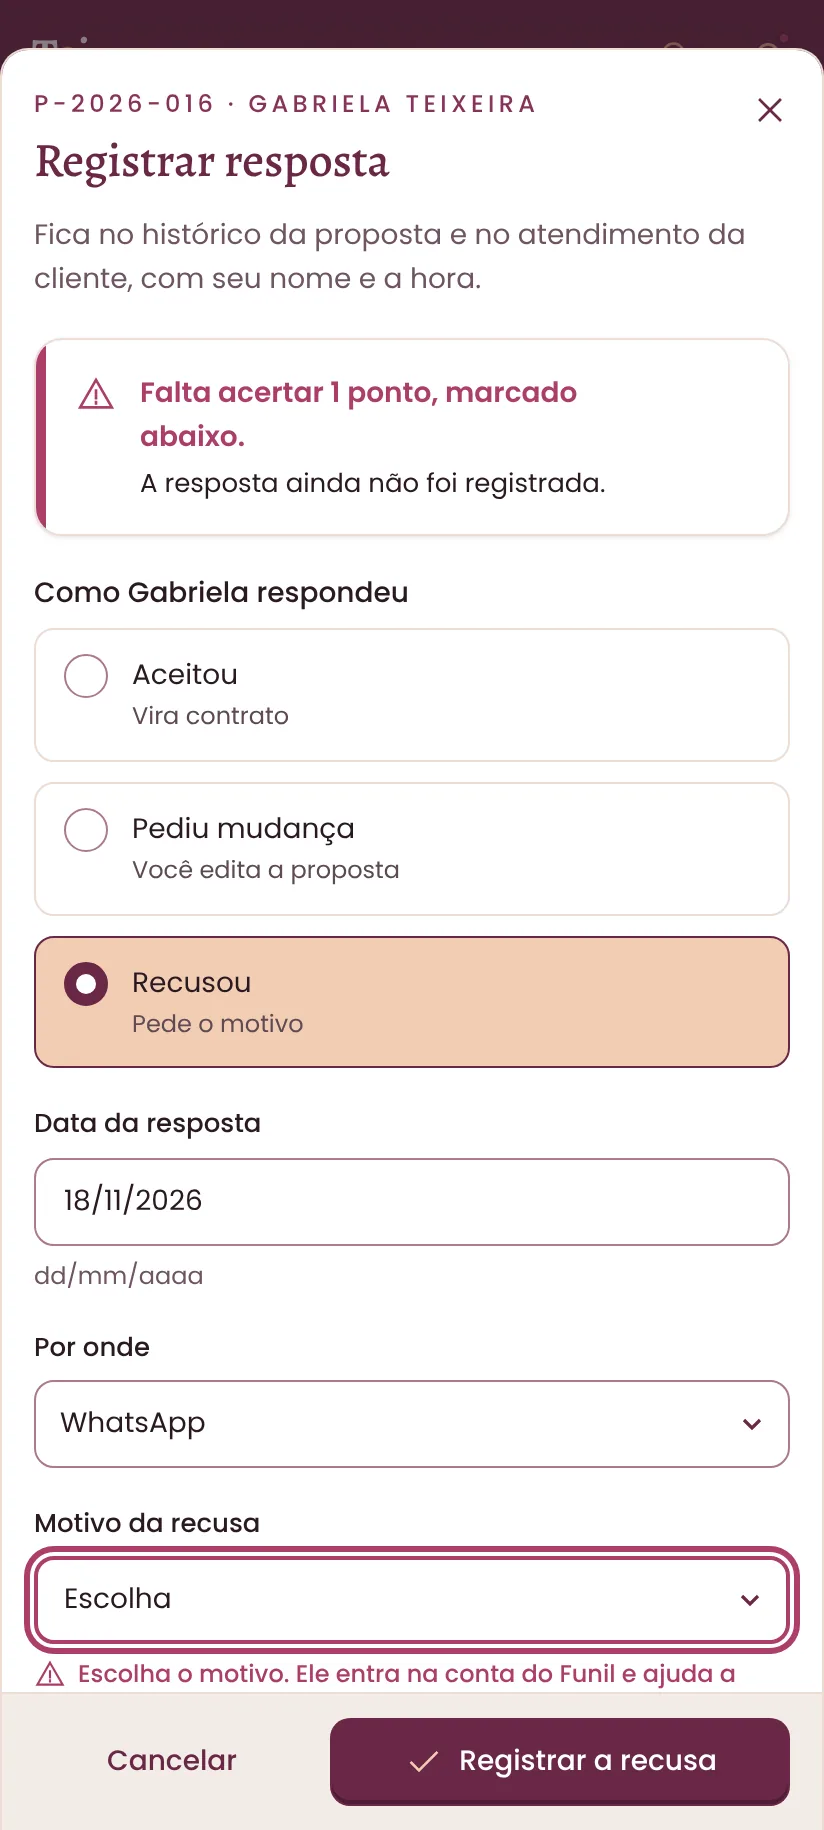 P-2026-016 · GABRIELA TEIXEIRA
Registrar resposta
Fica no histórico da proposta e no atendimento da
cliente, com seu nome e a hora.
Falta acertar 1 ponto, marcado
abaixo.
A resposta ainda não foi registrada.
Como Gabriela respondeu
Aceitou
Vira contrato
Pediu mudança
Você edita a proposta
Recusou
Pede o motivo
Data da resposta
18/11/2026
dd/mm/aaaa
Por onde
WhatsApp
Motivo da recusa
Escolha
Escolha o motivo. Ele entra na conta do Funil e ajuda a
Cancelar
Registrar a recusa